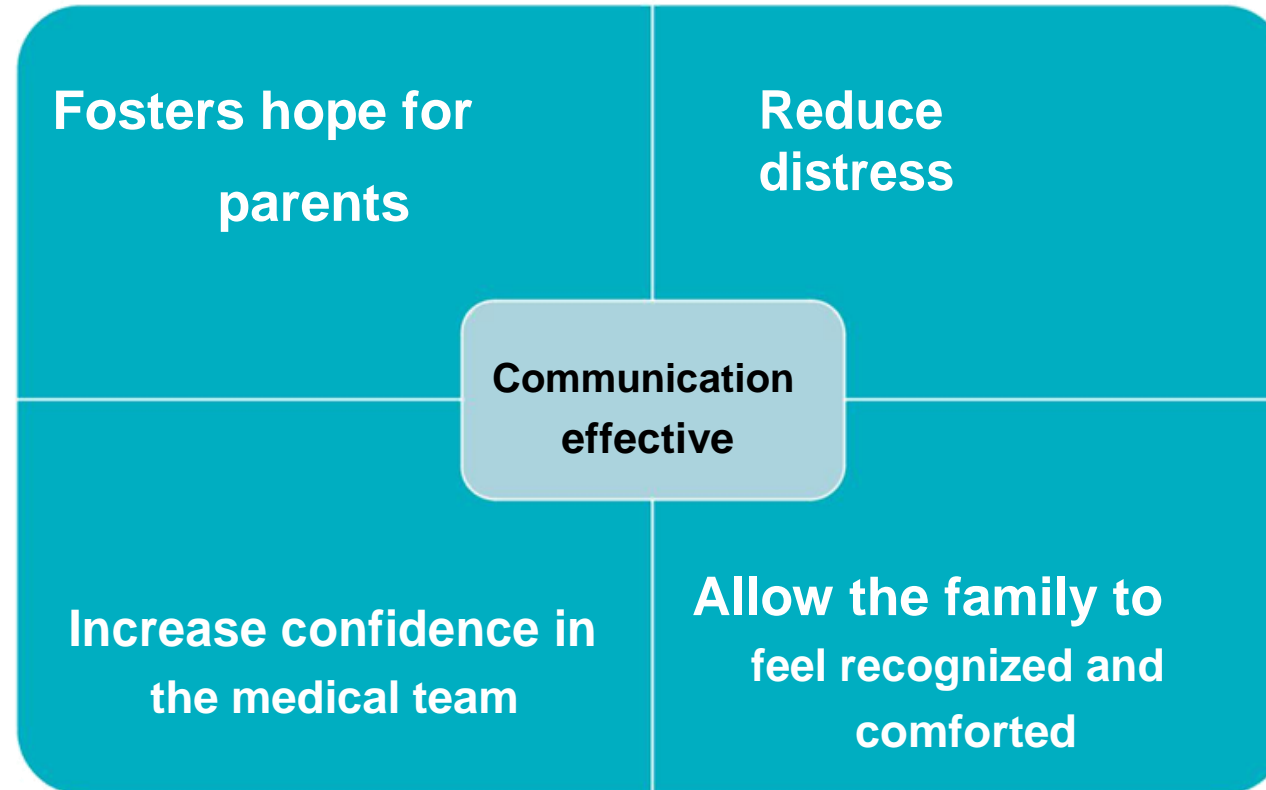 Fosters hope for
parents
Reduce
distress
Communication
effective
Increase confidence in
the medical team
Allow the family to
feel recognized and
comforted